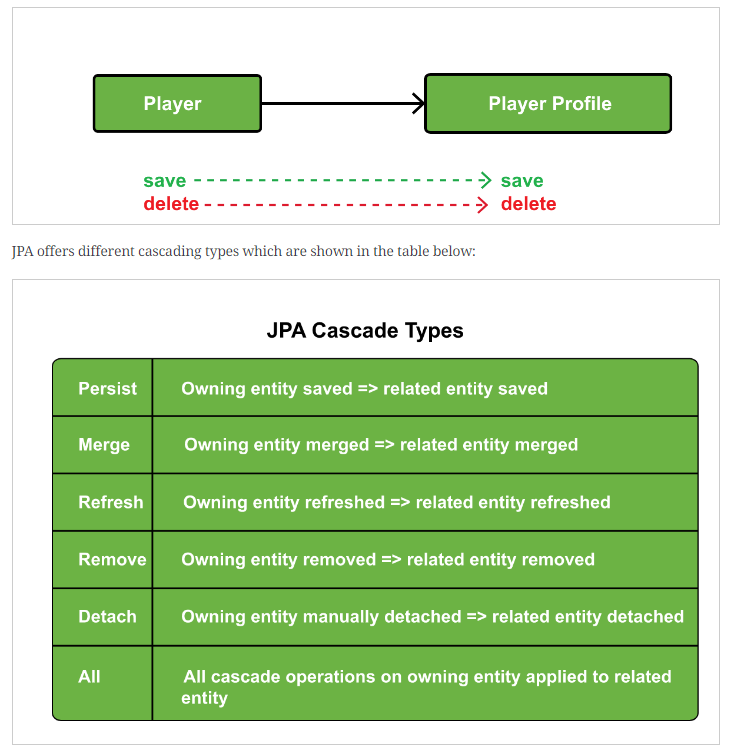 Player
Player Profile
save
save
delete
delete
JPA offers different cascading types which are shown in the table below:
JPA Cascade Types
Persist
Owning entity saved => related entity saved
Merge
Owning entity merged => related entity merged
Refresh
Owning entity refreshed => related entity refreshed
Remove
Owning entity removed => related entity removed
Detach
Owning entity manually detached => related entity detached
All
All cascade operations on owning entity applied to related
entity